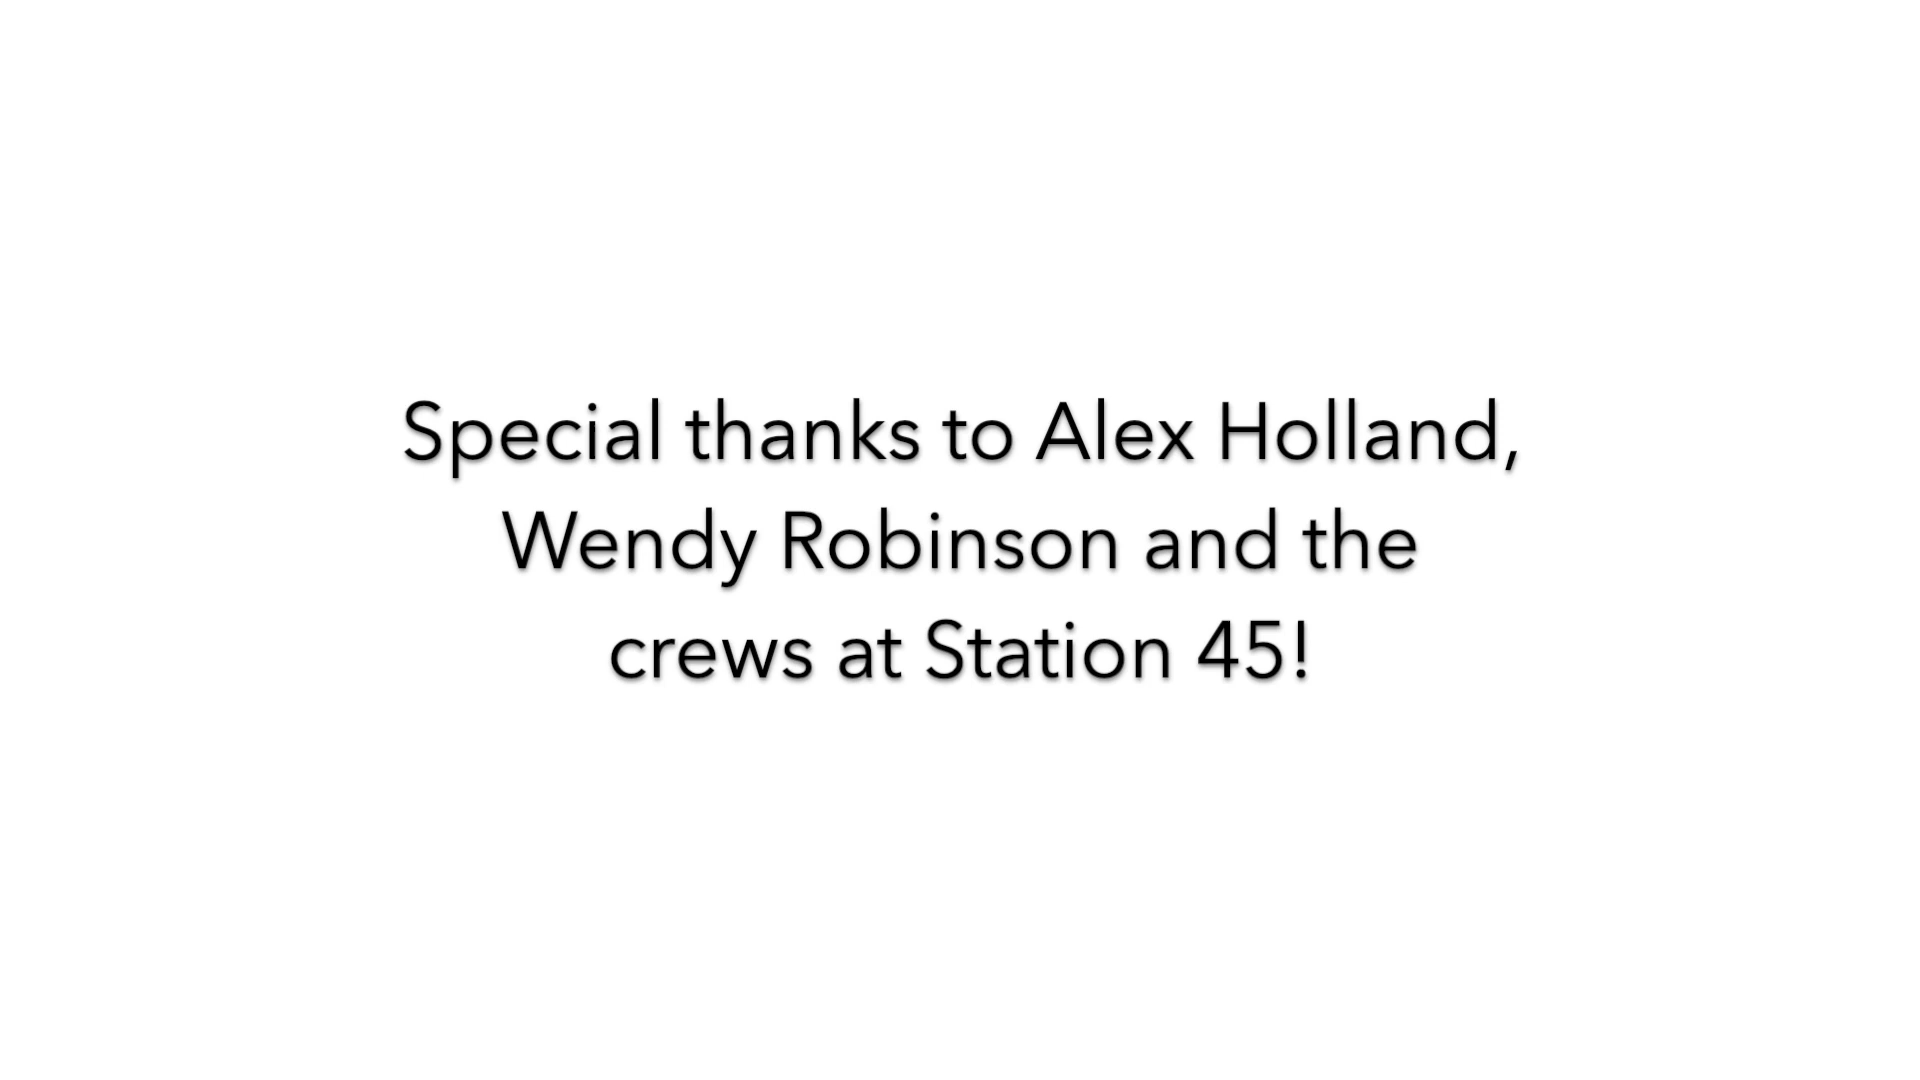 Special thanks to Alex Holland,
Wendy Robinson and the
crews at Station 45!